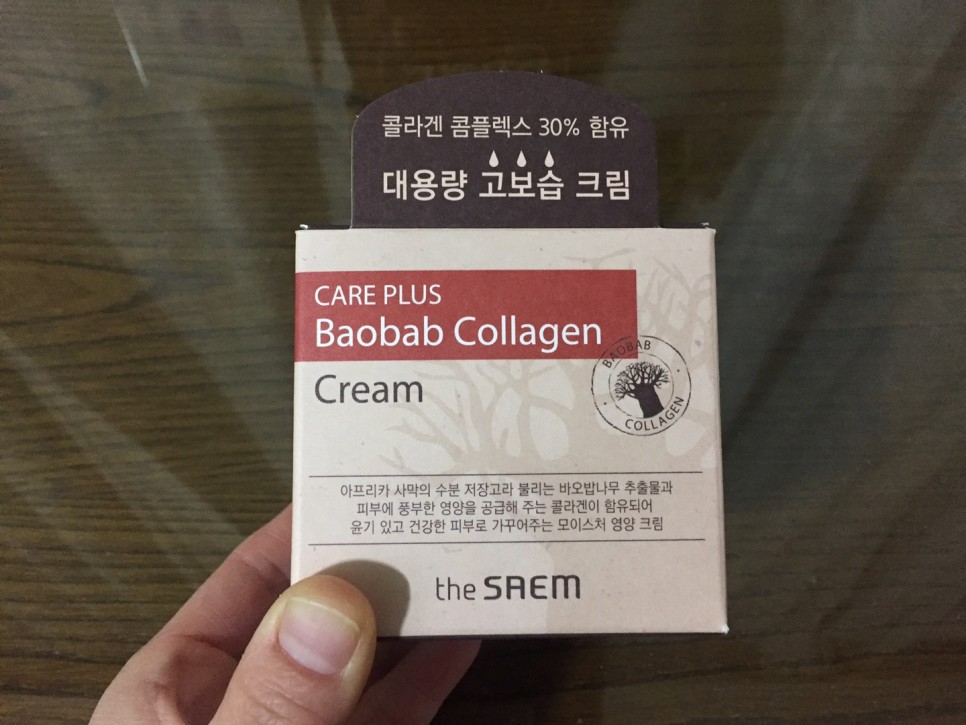 콜라겐 콤플렉스 30% 함유
대용량 고보습 크림
CARE PLUS
Baobab Collagen
Cream
BAOBAB
COLLAGEN
아프리카 사막의 수분 저장고라 불리는 바오밥나무 추출물과
피부에 풍부한 영양을 공급해 주는 콜라겐이 함유되어
윤기 있고 건강한 피부로 가꾸어주는 모이스처 영양 크림
the SAEM